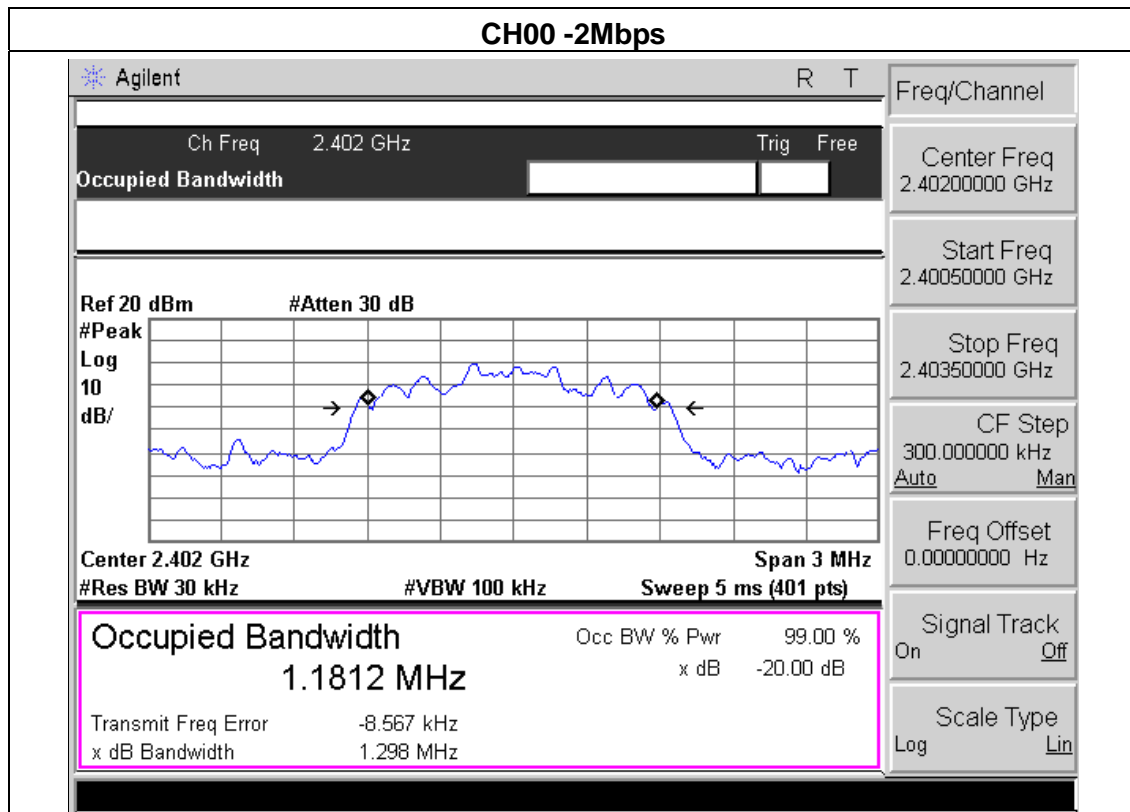 CH00 -2Mbps
Agilent R T
Freq/Channel
Ch Freq 2.402 GHz Trig Free
Occupied Bandwidth
Center Freq
2.40200000 GHz
Start Freq
2.40050000 GHz
Stop Freq
2.40350000 GHz
CF Step
300.000000 kHz
Auto Man
Freq Offset
0.00000000 Hz
Signal Track
On Off
Scale Type
Log Lin
Ref 20 dBm #Atten 30 dB
#Peak
Log
10
dB/
Center 2.402 GHz Span 3 MHz
#Res BW 30 kHz #VBW 100 kHz Sweep 5 ms (401 pts)
Occupied Bandwidth Occ BW % Pwr 99.00 %
1.1812 MHz x dB -20.00 dB
Transmit Freq Error -8.567 kHz
x dB Bandwidth 1.298 MHz